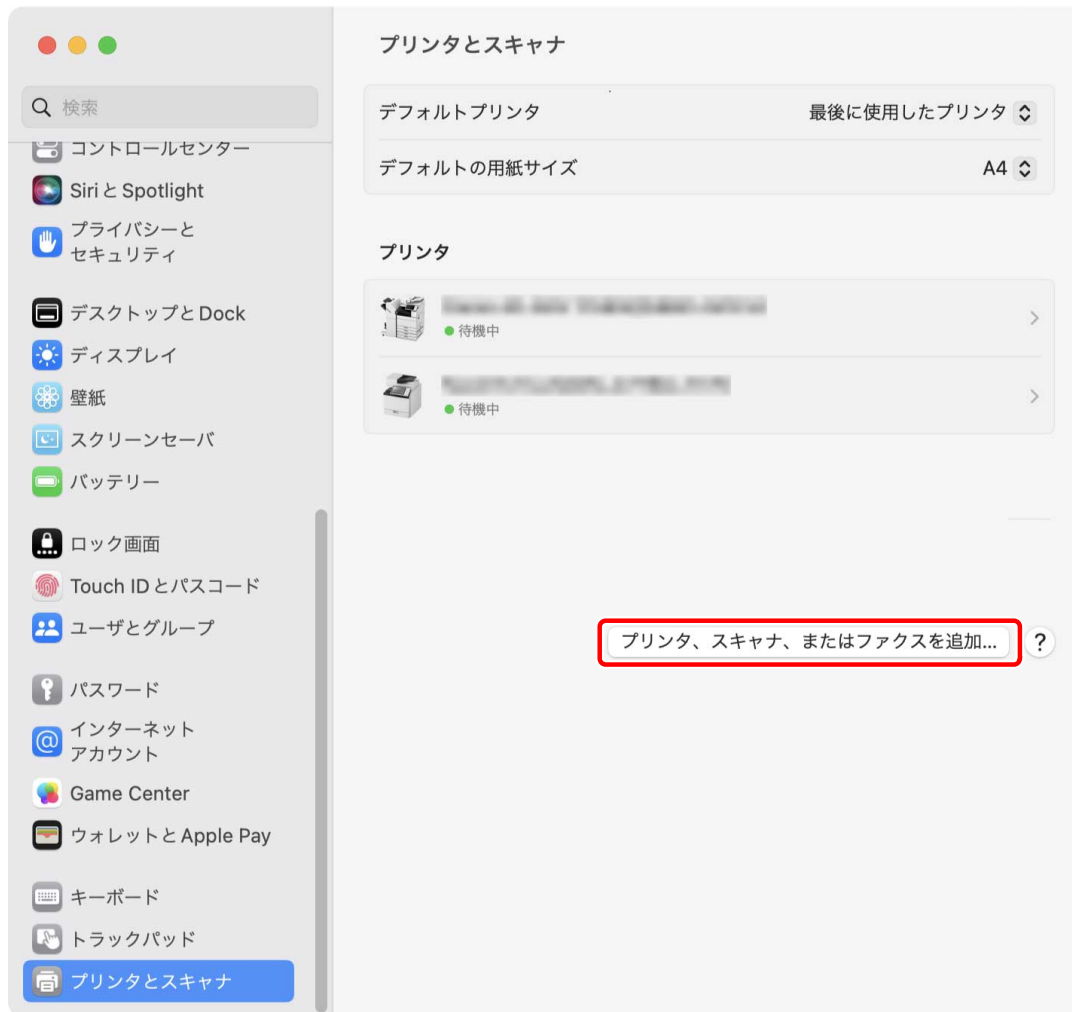 検索
コントロールセンター
Siri と Spotlight
プライバシーと
セキュリティ
デスクトップと Dock
ディスプレイ
壁紙
スクリーンセーバ
バッテリー
ロック画面
Touch ID とパスコード
ユーザとグループ
パスワード
インターネット
アカウント
Game Center
ウォレットと Apple Pay
キーボード
トラックパッド
プリンタとスキャナ
プリンタとスキャナ
デフォルトプリンタ 最後に使用したプリンタ
デフォルトの用紙サイズ A4
プリンタ
待機中
待機中
プリンタ、スキャナ、またはファクスを追加... ?